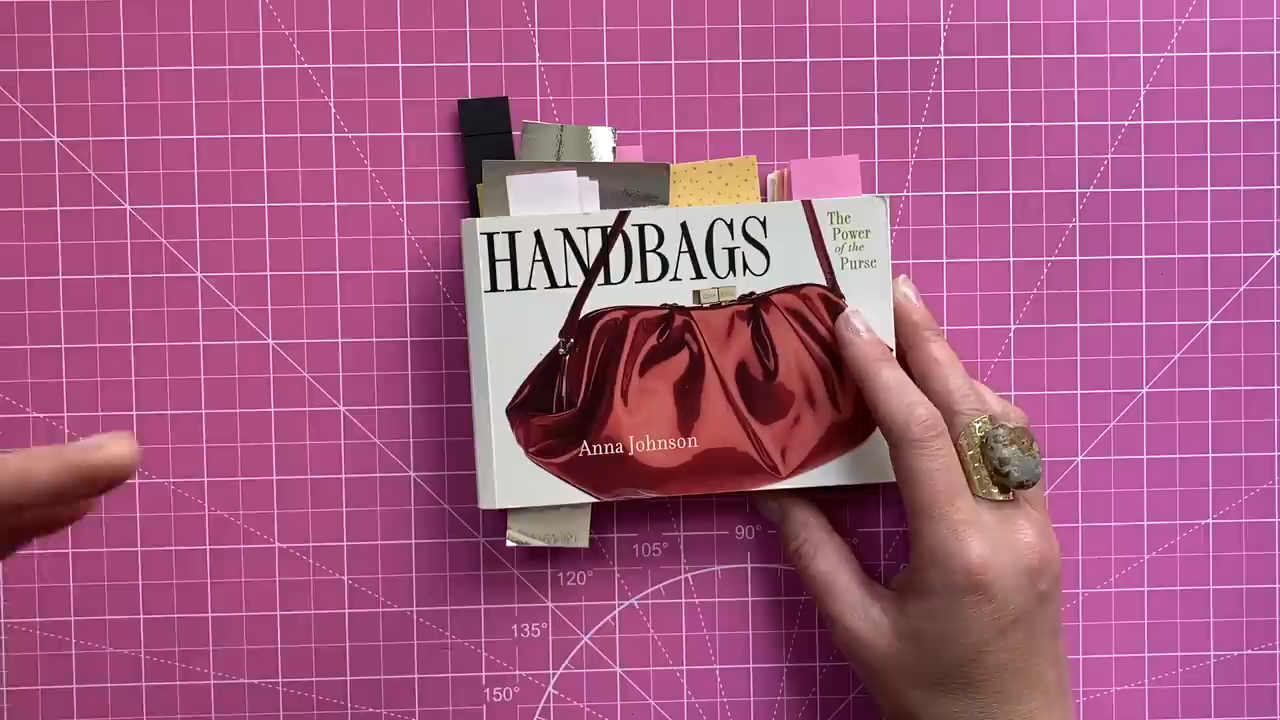 HANDBAGS
The
Power
of the
Purse
Anna Johnson
90°
105°
120°
135°
150°